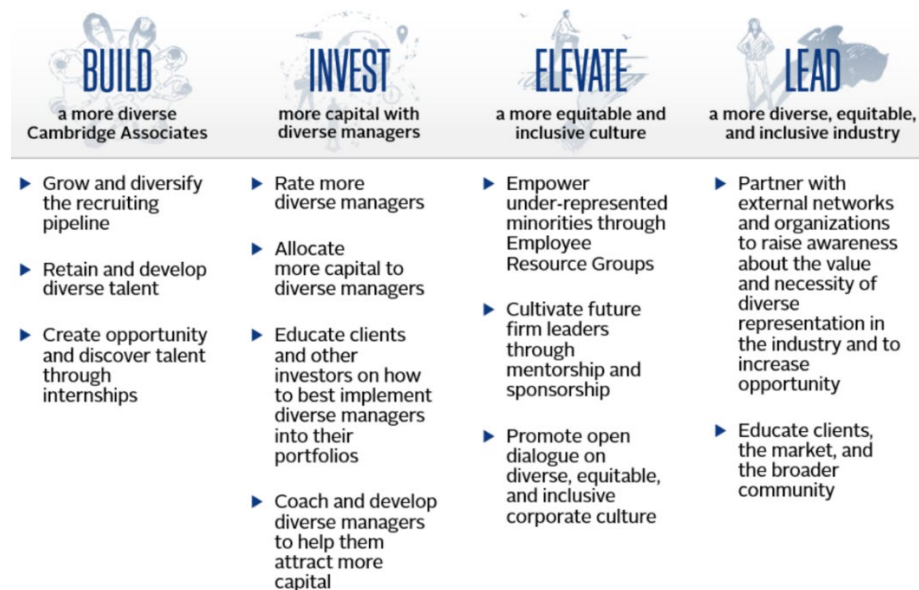 BUILD
a more diverse
Cambridge Associates
Grow and diversify
the recruiting
pipeline
Retain and develop
diverse talent
Create opportunity
and discover talent
through
internships
INVEST
more capital with
diverse managers
Rate more
diverse managers
Allocate
more capital to
diverse managers
Educate clients
and other
investors on how
to best implement
diverse managers
into their
portfolios
Coach and develop
diverse managers
to help them
attract more
capital
ELEVATE
a more equitable and
inclusive culture
Empower
under-represented
minorities through
Employee
Resource Groups
Cultivate future
firm leaders
through
mentorship and
sponsorship
Promote open
dialogue on
diverse, equitable,
and inclusive
corporate culture
LEAD
a more diverse, equitable,
and inclusive industry
Partner with
external networks
and organizations
to raise awareness
about the value
and necessity of
diverse
representation in
the industry and to
increase
opportunity
Educate clients,
the market, and
the broader
community